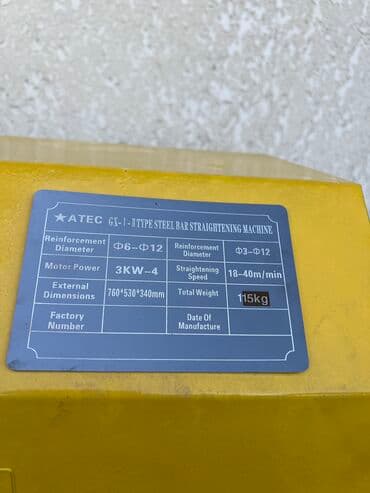 ★ATEC GX-I-II TYPE STEEL BAR STRAIGHTENING MACHINE
Reinforcement Diameter Φ6-Φ12 Reinforcement Diameter Φ3-Φ12
Motor Power 3KW-4 Straightening Speed 18-40m/min
External Dimensions 760*530*340mm Total Weight 115kg
Factory Number Date Of Manufacture